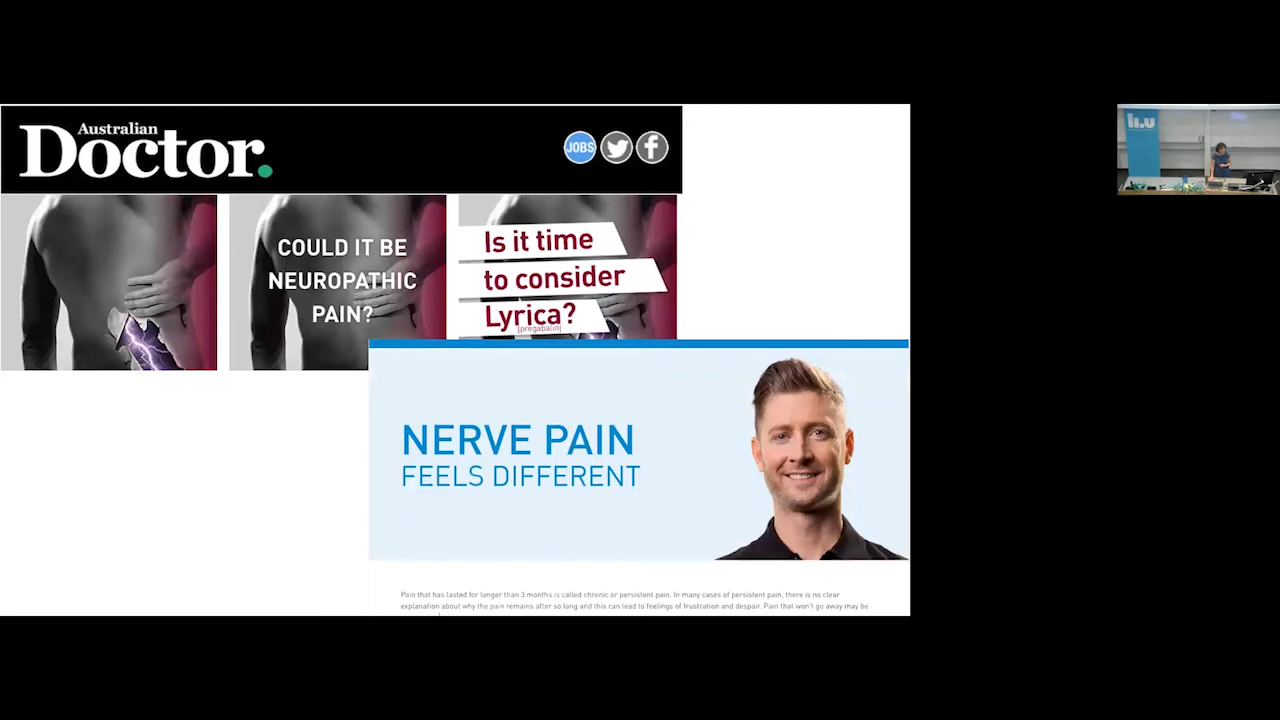 Australian
Doctor.
JOBS
COULD IT BE
NEUROPATHIC
PAIN?
Is it time
to consider
Lyrica?
[pregabalin]
NERVE PAIN
FEELS DIFFERENT
Pain that has lasted for longer than 3 months is called chronic or persistent pain. In many cases of persistent pain, there is no clear
explanation about why the pain remains after so long and this can lead to feelings of frustration and despair. Pain that won't go away may be
li.u